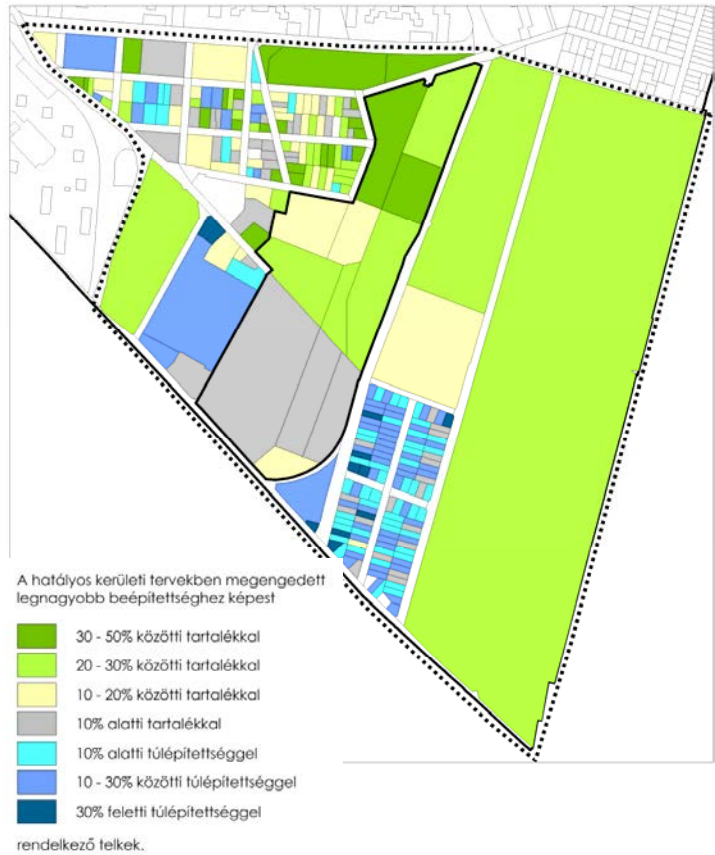 A hatályos kerületi tervekben megengedett
legnagyobb beépítettséghez képest
30 - 50% közötti tartalékkal
20 - 30% közötti tartalékkal
10 - 20% közötti tartalékkal
10% alatti tartalékkal
10% alatti túlépítettséggel
10 - 30% közötti túlépítettséggel
30% feletti túlépítettséggel
rendelkező telkek.